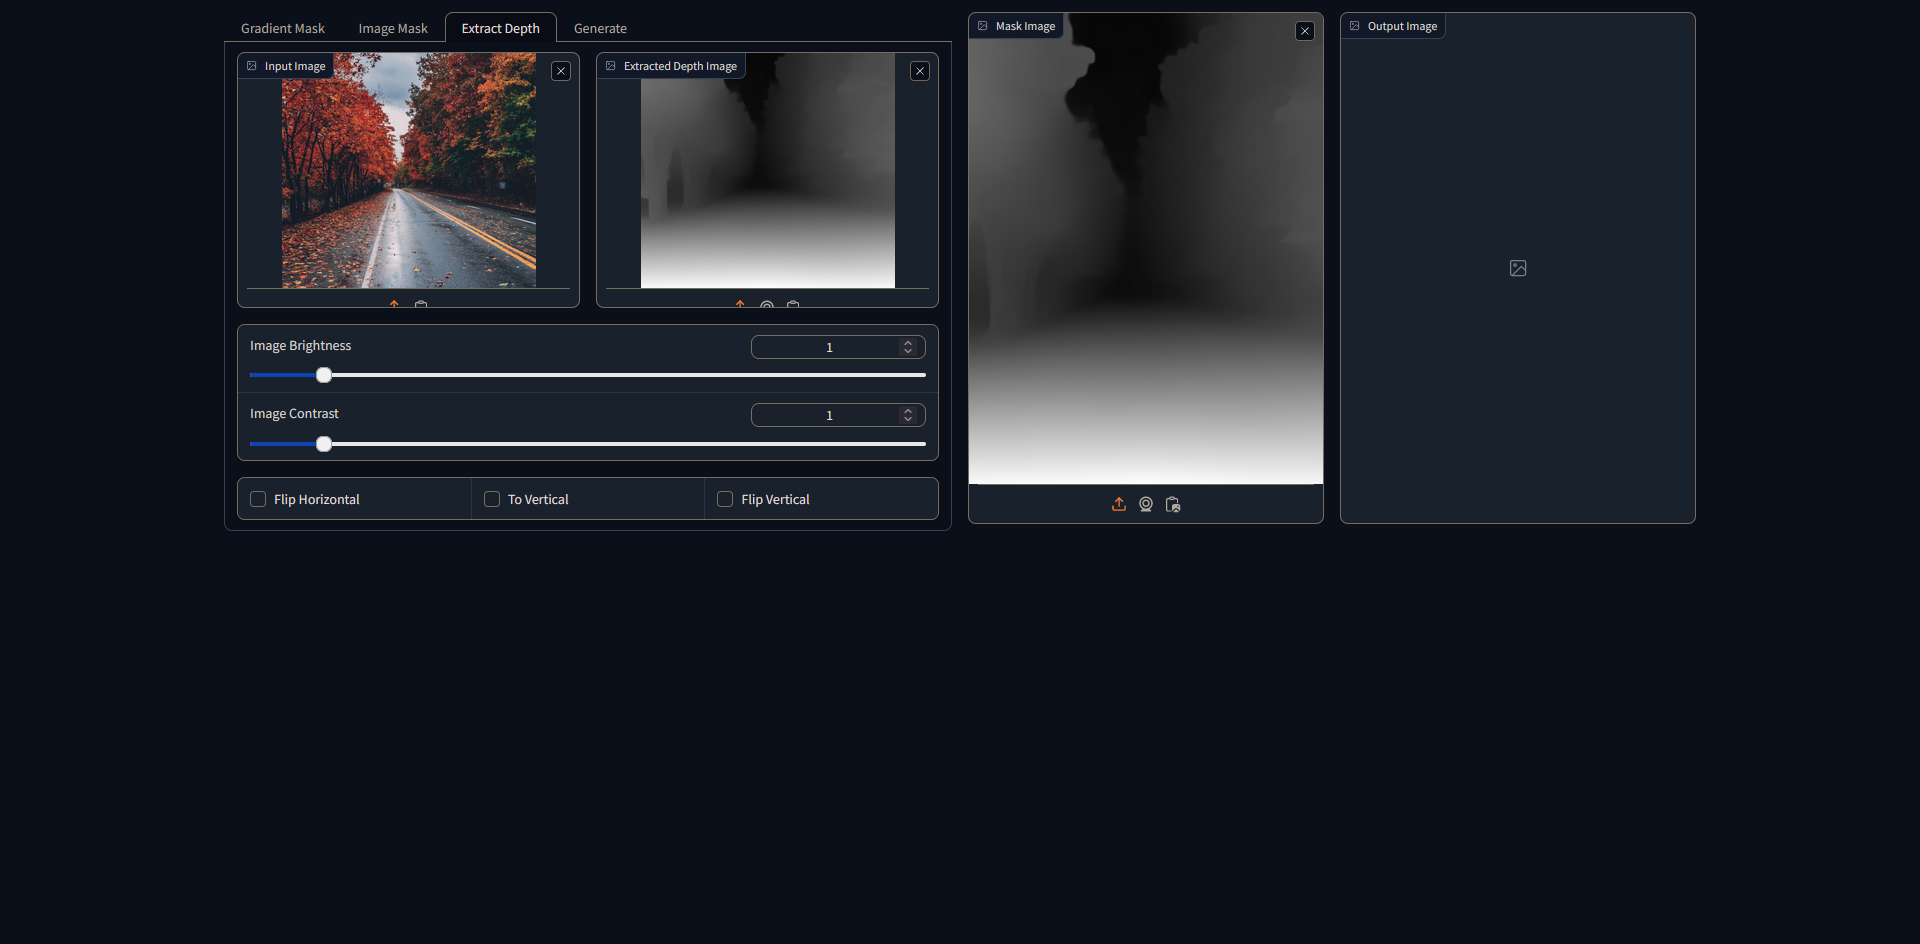 Gradient Mask
Image Mask
Extract Depth
Generate
Input Image
Extracted Depth Image
Image Brightness
1
Image Contrast
1
Flip Horizontal
To Vertical
Flip Vertical
Mask Image
Output Image